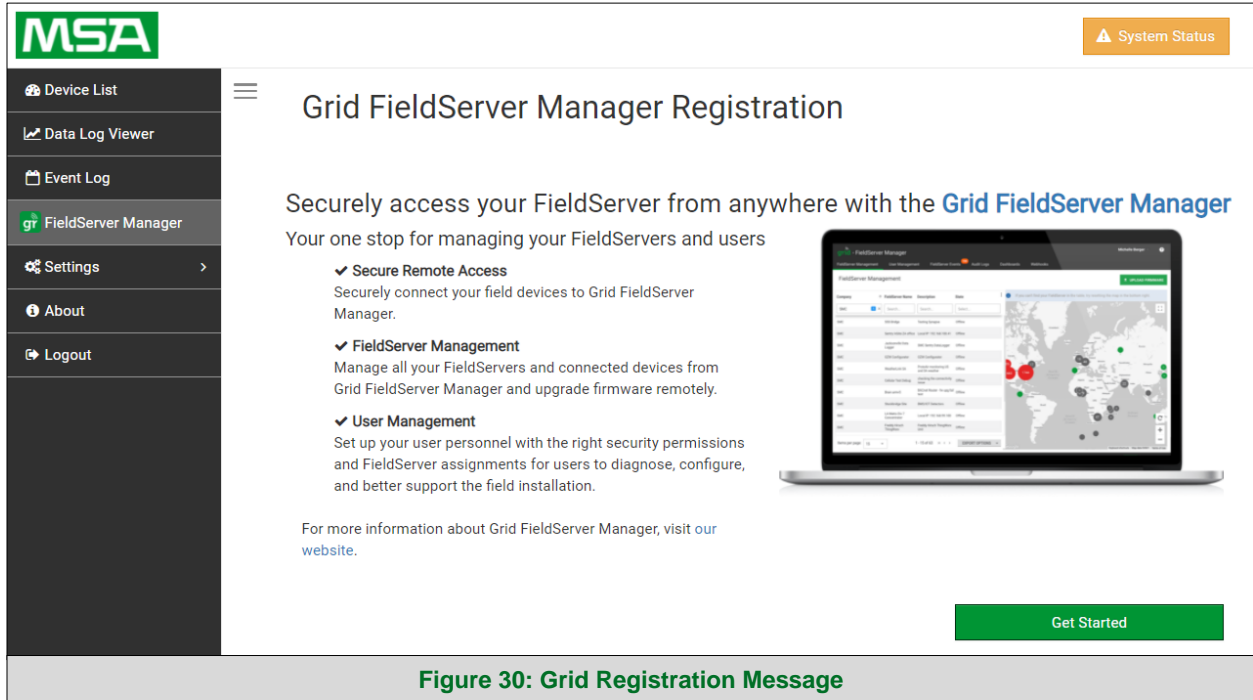 MSA
System Status
Device List
Data Log Viewer
Event Log
FieldServer Manager
Settings
About
Logout
Grid FieldServer Manager Registration
Securely access your FieldServer from anywhere with the Grid FieldServer Manager
Your one stop for managing your FieldServers and users
Secure Remote Access
Securely connect your field devices to Grid FieldServer
Manager.
FieldServer Management
Manage all your FieldServers and connected devices from
Grid FieldServer Manager and upgrade firmware remotely.
User Management
Set up your user personnel with the right security permissions
and FieldServer assignments for users to diagnose, configure,
and better support the field installation.
For more information about Grid FieldServer Manager, visit our
website.
FieldServer Manager
FieldServer Management
Get Started
Figure 30: Grid Registration Message